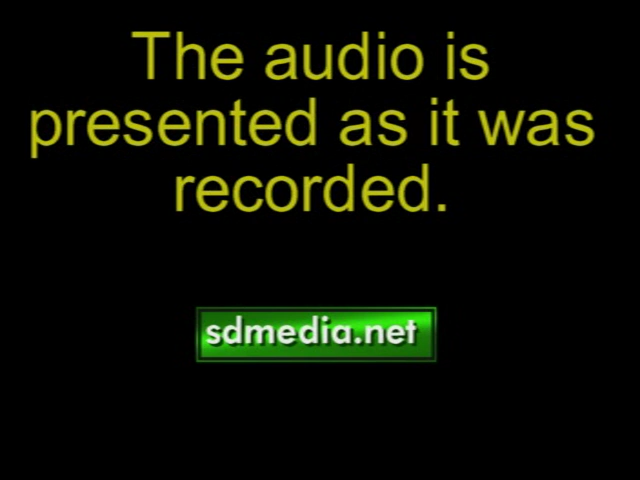 The audio is
presented as it was
recorded.
sdmedia.net